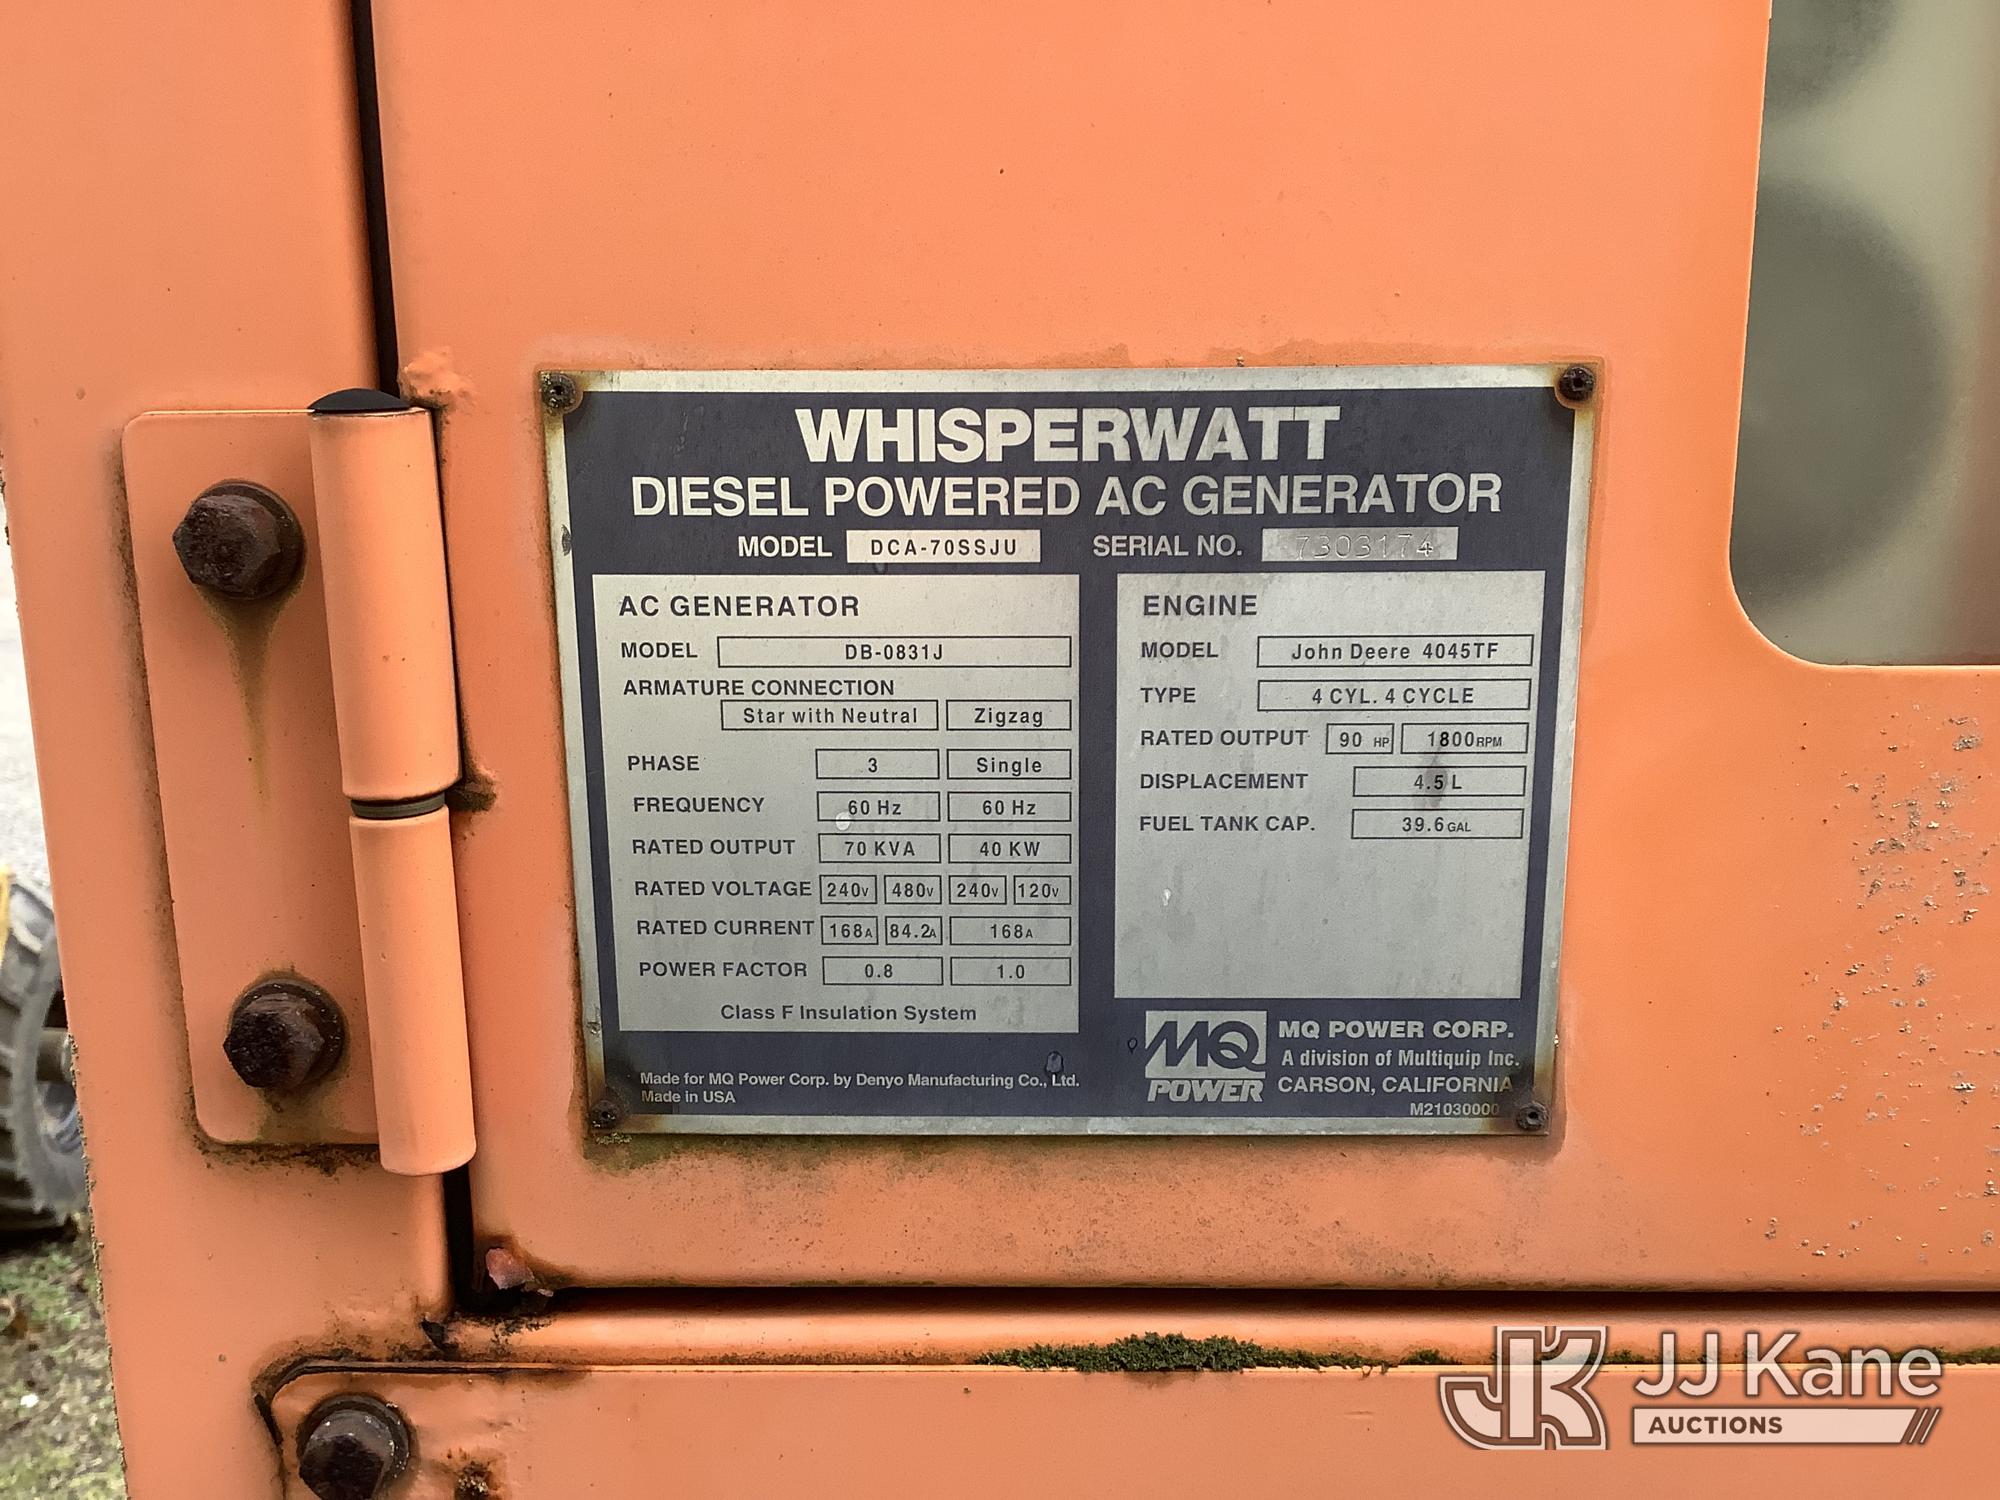 WHISPERWATT
DIESEL POWERED AC GENERATOR
MODEL DCA-70SSJU SERIAL NO. 7303174
AC GENERATOR
MODEL DB-0831J
ARMATURE CONNECTION
Star with Neutral Zigzag
PHASE 3 Single
FREQUENCY 60 Hz 60 Hz
RATED OUTPUT 70 KVA 40 KW
RATED VOLTAGE 240V 480V 240V 120V
RATED CURRENT 168A 84.2A 168A
POWER FACTOR 0.8 1.0
Class F Insulation System
ENGINE
MODEL John Deere 4045TF
TYPE 4 CYL. 4 CYCLE
RATED OUTPUT 90 HP 1800RPM
DISPLACEMENT 4.5 L
FUEL TANK CAP. 39.6 GAL
Made for MQ Power Corp. by Denyo Manufacturing Co., Ltd.
Made in USA
MQ
POWER
MQ POWER CORP.
A division of Multiquip Inc.
CARSON, CALIFORNIA
M21030000
JK
JJ Kane
AUCTIONS